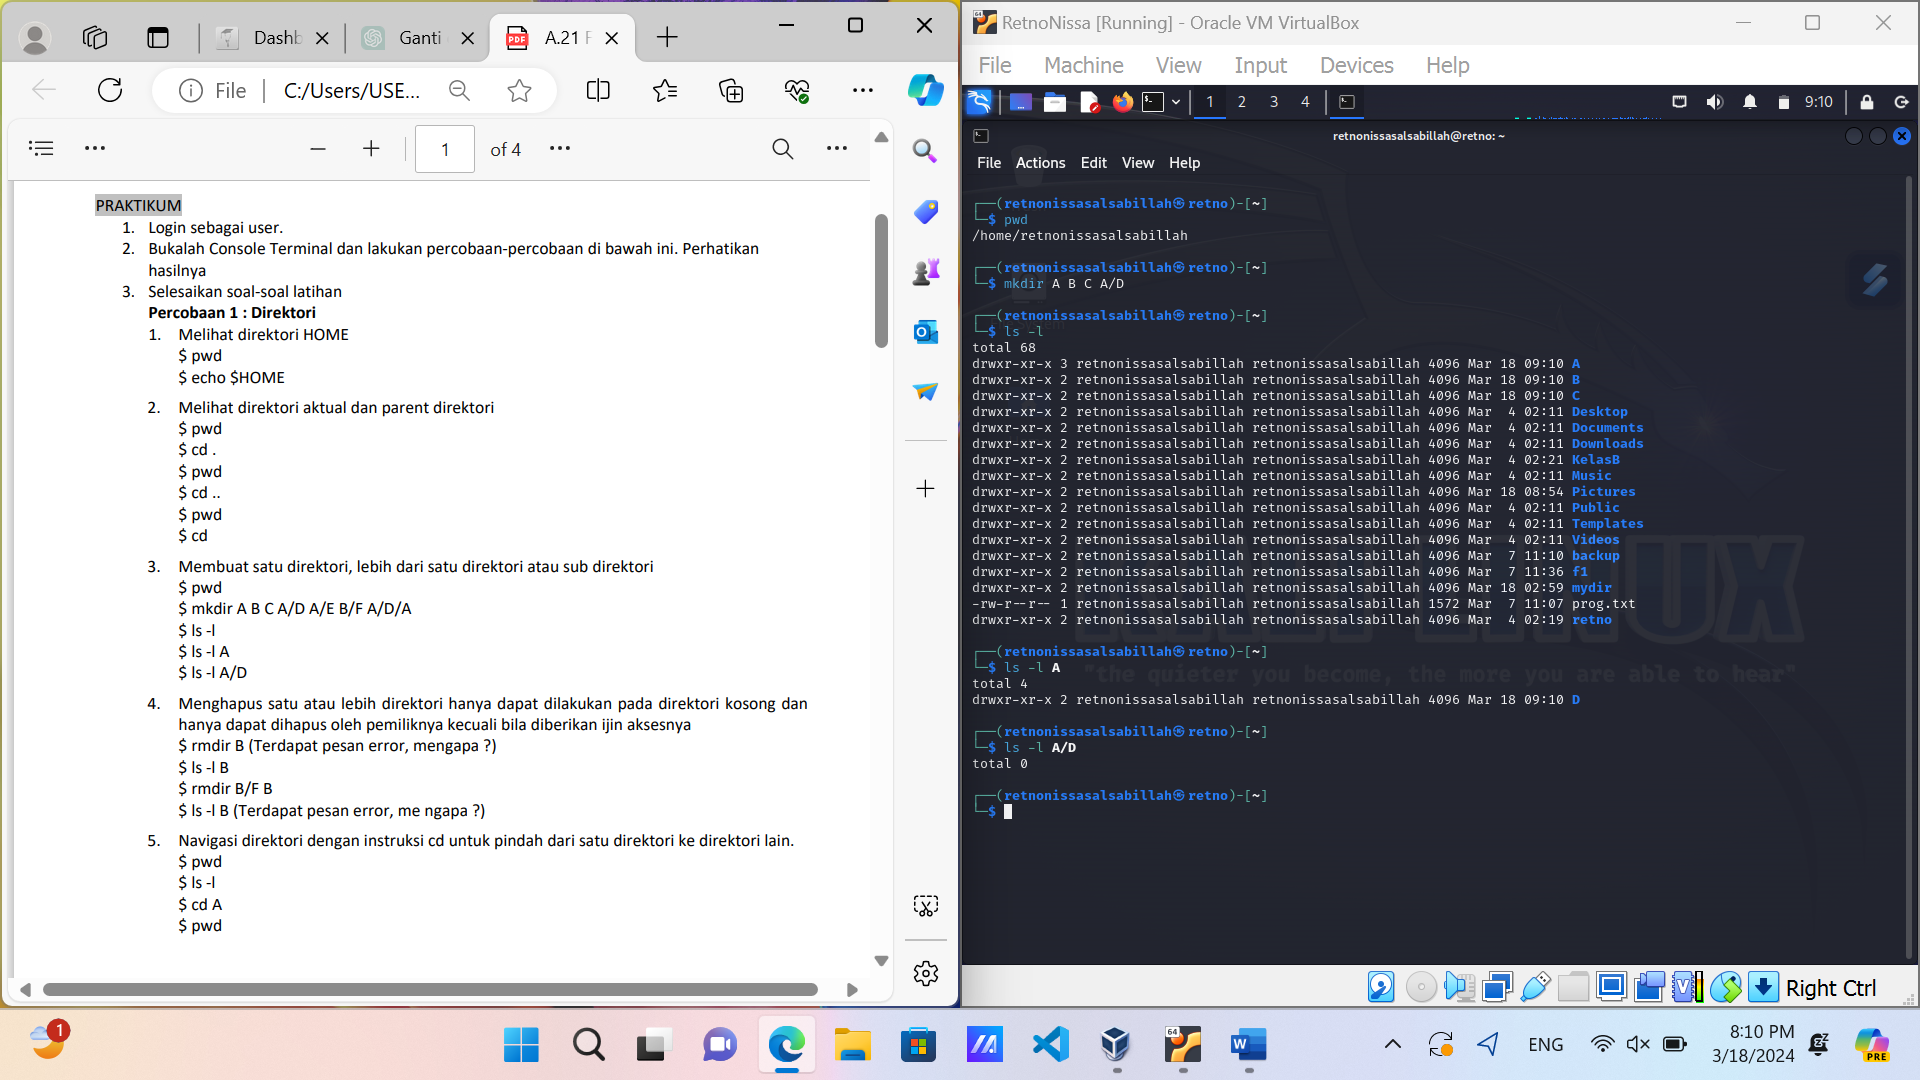 Dashb
Ganti
A.21 F
File
C:/Users/USE...
1
of 4
PRAKTIKUM
1. Login sebagai user.
2. Bukalah Console Terminal dan lakukan percobaan-percobaan di bawah ini. Perhatikan
hasilnya
3. Selesaikan soal-soal latihan
Percobaan 1 : Direktori
1. Melihat direktori HOME
$ pwd
$ echo $HOME
2. Melihat direktori aktual dan parent direktori
$ pwd
$ cd .
$ pwd
$ cd ..
$ pwd
$ cd
3. Membuat satu direktori, lebih dari satu direktori atau sub direktori
$ pwd
$ mkdir A B C A/D A/E B/F A/D/A
$ ls -l
$ ls -l A
$ ls -l A/D
4. Menghapus satu atau lebih direktori hanya dapat dilakukan pada direktori kosong dan
hanya dapat dihapus oleh pemiliknya kecuali bila diberikan ijin aksesnya
$ rmdir B (Terdapat pesan error, mengapa ?)
$ ls -l B
$ rmdir B/F B
$ ls -l B (Terdapat pesan error, me ngapa ?)
5. Navigasi direktori dengan instruksi cd untuk pindah dari satu direktori ke direktori lain.
$ pwd
$ ls -l
$ cd A
$ pwd
RetnoNissa [Running] - Oracle VM VirtualBox
File Machine View Input Devices Help
1 2 3 4
9:10
retnonissasalsabillah@retno: ~
File Actions Edit View Help
┌──(retnonissasalsabillah㉿retno)-[~]
└─$ pwd
/home/retnonissasalsabillah
┌──(retnonissasalsabillah㉿retno)-[~]
└─$ mkdir A B C A/D
┌──(retnonissasalsabillah㉿retno)-[~]
└─$ ls -l
total 68
drwxr-xr-x 3 retnonissasalsabillah retnonissasalsabillah 4096 Mar 18 09:10 A
drwxr-xr-x 2 retnonissasalsabillah retnonissasalsabillah 4096 Mar 18 09:10 B
drwxr-xr-x 2 retnonissasalsabillah retnonissasalsabillah 4096 Mar 18 09:10 C
drwxr-xr-x 2 retnonissasalsabillah retnonissasalsabillah 4096 Mar  4 02:11 Desktop
drwxr-xr-x 2 retnonissasalsabillah retnonissasalsabillah 4096 Mar  4 02:11 Documents
drwxr-xr-x 2 retnonissasalsabillah retnonissasalsabillah 4096 Mar  4 02:11 Downloads
drwxr-xr-x 2 retnonissasalsabillah retnonissasalsabillah 4096 Mar  4 02:21 KelasB
drwxr-xr-x 2 retnonissasalsabillah retnonissasalsabillah 4096 Mar  4 02:11 Music
drwxr-xr-x 2 retnonissasalsabillah retnonissasalsabillah 4096 Mar 18 08:54 Pictures
drwxr-xr-x 2 retnonissasalsabillah retnonissasalsabillah 4096 Mar  4 02:11 Public
drwxr-xr-x 2 retnonissasalsabillah retnonissasalsabillah 4096 Mar  4 02:11 Templates
drwxr-xr-x 2 retnonissasalsabillah retnonissasalsabillah 4096 Mar  4 02:11 Videos
drwxr-xr-x 2 retnonissasalsabillah retnonissasalsabillah 4096 Mar  7 11:10 backup
drwxr-xr-x 2 retnonissasalsabillah retnonissasalsabillah 4096 Mar  7 11:36 f1
drwxr-xr-x 2 retnonissasalsabillah retnonissasalsabillah 4096 Mar 18 02:59 mydir
-rw-r--r-- 1 retnonissasalsabillah retnonissasalsabillah 1572 Mar  7 11:07 prog.txt
drwxr-xr-x 2 retnonissasalsabillah retnonissasalsabillah 4096 Mar  4 02:19 retno
┌──(retnonissasalsabillah㉿retno)-[~]
└─$ ls -l A
total 4
drwxr-xr-x 2 retnonissasalsabillah retnonissasalsabillah 4096 Mar 18 09:10 D
┌──(retnonissasalsabillah㉿retno)-[~]
└─$ ls -l A/D
total 0
┌──(retnonissasalsabillah㉿retno)-[~]
└─$
KALI LINUX
"the quieter you become, the more you are able to hear"
Right Ctrl
1
64
ENG
8:10 PM
3/18/2024
PRE